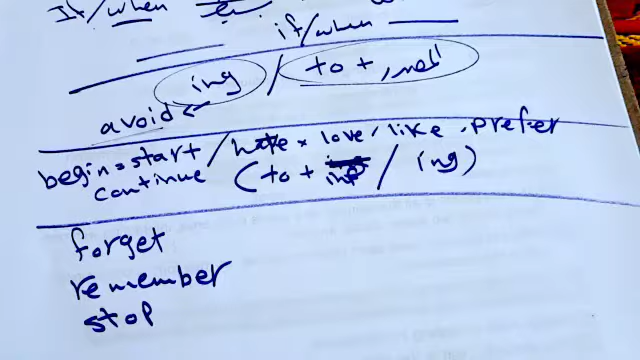 If/when
if/when
ing / to + المصدر
avoid ←
begin = start / hate × love / like . prefer
continue (to + inf / ing)
forget
remember
stop